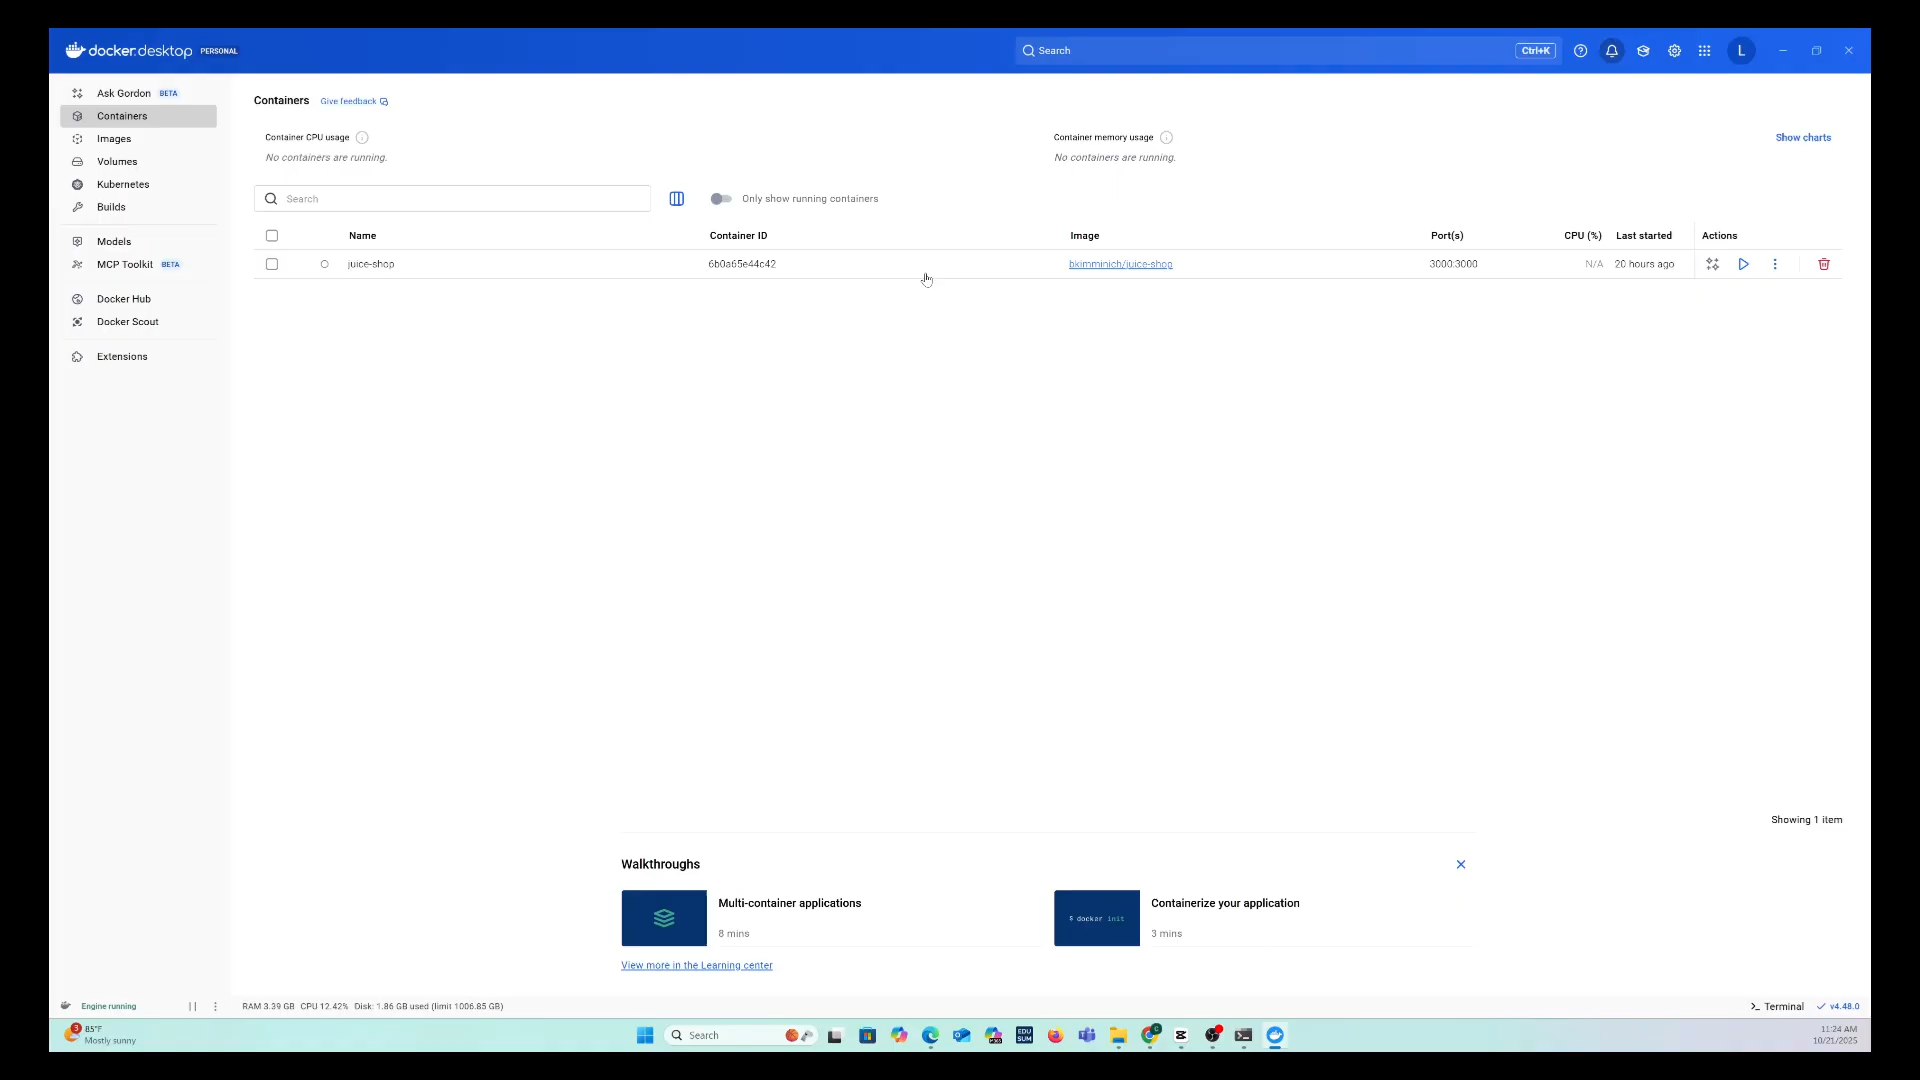 docker.desktop PERSONAL
Search
Ctrl+K
L
Ask Gordon BETA
Containers
Images
Volumes
Kubernetes
Builds
Models
MCP Toolkit BETA
Docker Hub
Docker Scout
Extensions
Containers Give feedback
Container CPU usage
No containers are running.
Container memory usage
No containers are running.
Show charts
Search
Only show running containers
Name Container ID Image Port(s) CPU (%) Last started Actions
juice-shop 6b0a65e44c42 bkimminich/juice-shop 3000:3000 N/A 20 hours ago
Showing 1 item
Walkthroughs
Multi-container applications
8 mins
$ docker init
Containerize your application
3 mins
View more in the Learning center
Engine running
RAM 3.39 GB CPU 12.42% Disk: 1.86 GB used (limit 1006.85 GB)
Terminal
v4.48.0
3
85°F
Mostly sunny
Search
EDU
SUM
11:24 AM
10/21/2025